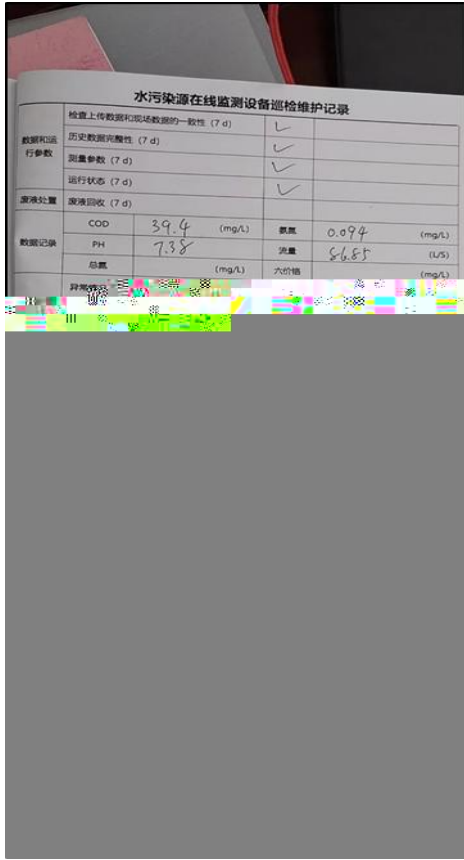 水污染源在线监测设备巡检维护记录
数据和运行参数 检查上传数据和现场数据的一致性（7 d） ✓
历史数据完整性（7 d） ✓
测量参数（7 d） ✓
运行状态（7 d） ✓
废液处置 废液回收（7 d）
数据记录 COD 39.4 (mg/L) 氨氮 0.094 (mg/L)
PH 7.38 流量 86.85 (L/S)
总氮 (mg/L) 六价铬 (mg/L)